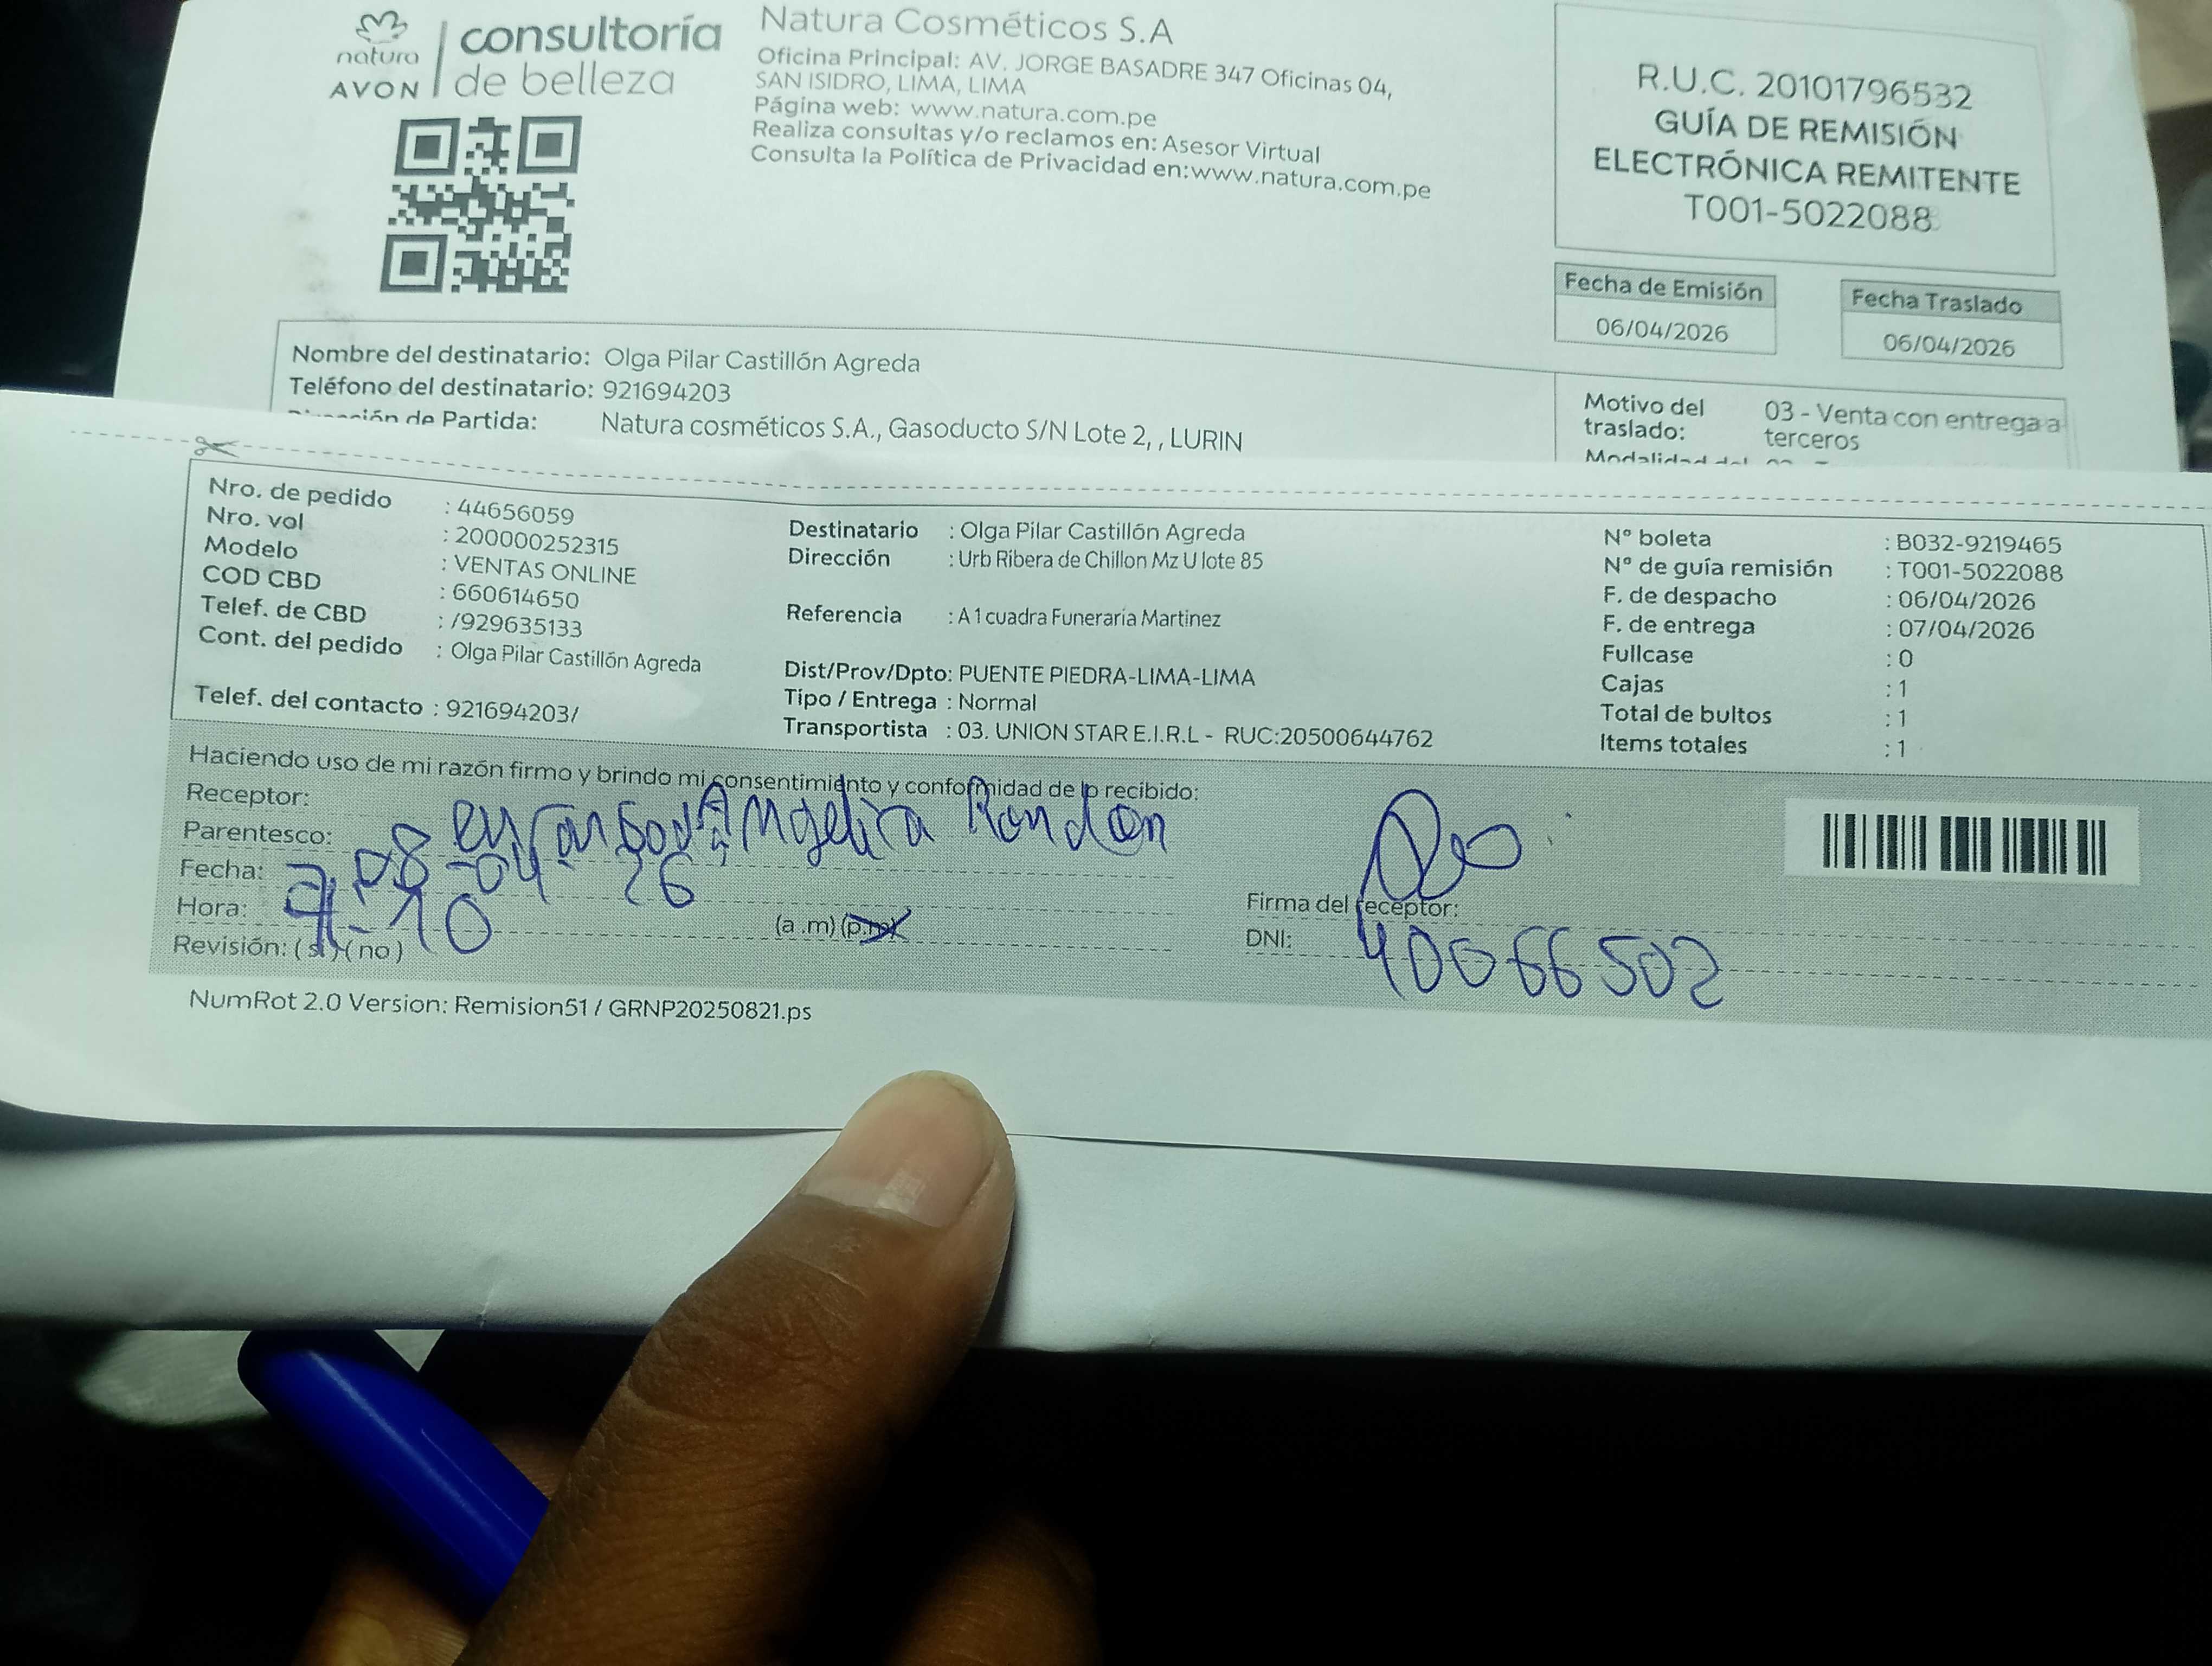 natura
AVON
consultoría
de belleza
Natura Cosméticos S.A
Oficina Principal: AV. JORGE BASADRE 347 Oficinas 04,
SAN ISIDRO, LIMA, LIMA
Página web: www.natura.com.pe
Realiza consultas y/o reclamos en: Asesor Virtual
Consulta la Política de Privacidad en:www.natura.com.pe
R.U.C. 20101796532
GUÍA DE REMISIÓN
ELECTRÓNICA REMITENTE
T001-5022088
Fecha de Emisión
06/04/2026
Fecha Traslado
06/04/2026
Nombre del destinatario: Olga Pilar Castillón Agreda
Teléfono del destinatario: 921694203
de Partida: Natura cosméticos S.A., Gasoducto S/N Lote 2, , LURIN
Motivo del traslado: 03 - Venta con entrega a terceros
Nro. de pedido : 44656059
Nro. vol : 200000252315
Modelo : VENTAS ONLINE
COD CBD : 660614650
Telef. de CBD : /929635133
Cont. del pedido : Olga Pilar Castillón Agreda
Telef. del contacto : 921694203/
Destinatario : Olga Pilar Castillón Agreda
Dirección : Urb Ribera de Chillon Mz U lote 85
Referencia : A 1 cuadra Funeraria Martinez
Dist/Prov/Dpto: PUENTE PIEDRA-LIMA-LIMA
Tipo / Entrega : Normal
Transportista : 03. UNION STAR E.I.R.L - RUC:20500644762
N° boleta : B032-9219465
N° de guía remisión : T001-5022088
F. de despacho : 06/04/2026
F. de entrega : 07/04/2026
Fullcase : 0
Cajas : 1
Total de bultos : 1
Items totales : 1
Haciendo uso de mi razón firmo y brindo mi consentimiento y conformidad de lo recibido:
Receptor: Angelica Rondon
Parentesco:
Fecha: 08-04-26
Hora: (a .m) (p.m)
Revisión: ( si ) ( no )
Firma del receptor:
DNI: 40066502
NumRot 2.0 Version: Remision51 / GRNP20250821.ps